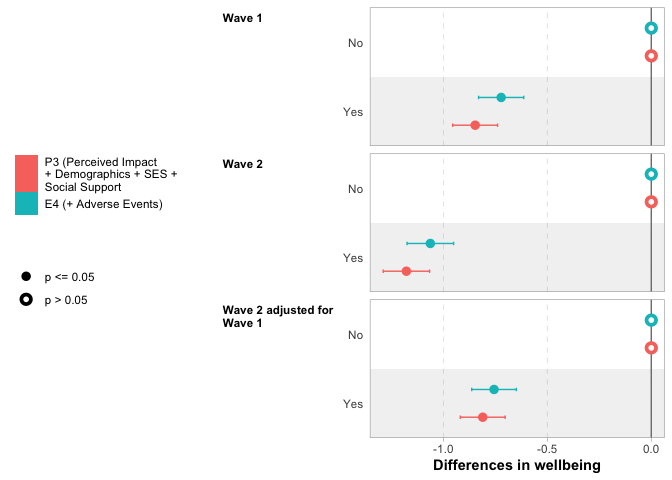 Wave 1
No
Yes
P3 (Perceived Impact
+ Demographics + SES +
Social Support
E4 (+ Adverse Events)
Wave 2
No
Yes
p <= 0.05
p > 0.05
Wave 2 adjusted for
Wave 1
No
Yes
-1.0
-0.5
0.0
Differences in wellbeing